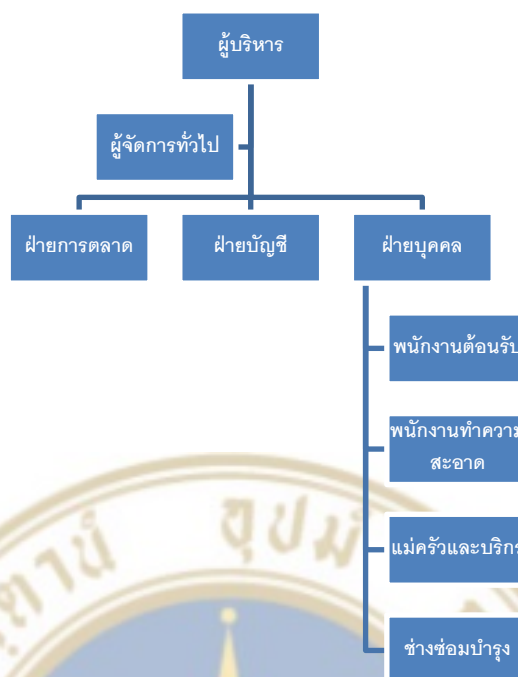 ผู้บริหาร
ผู้จัดการทั่วไป
ฝ่ายการตลาด
ฝ่ายบัญชี
ฝ่ายบุคคล
พนักงานต้อนรับ
พนักงานทำความ
สะอาด
แม่ครัวและบริกร
ช่างซ่อมบำรุง
อุปมํ